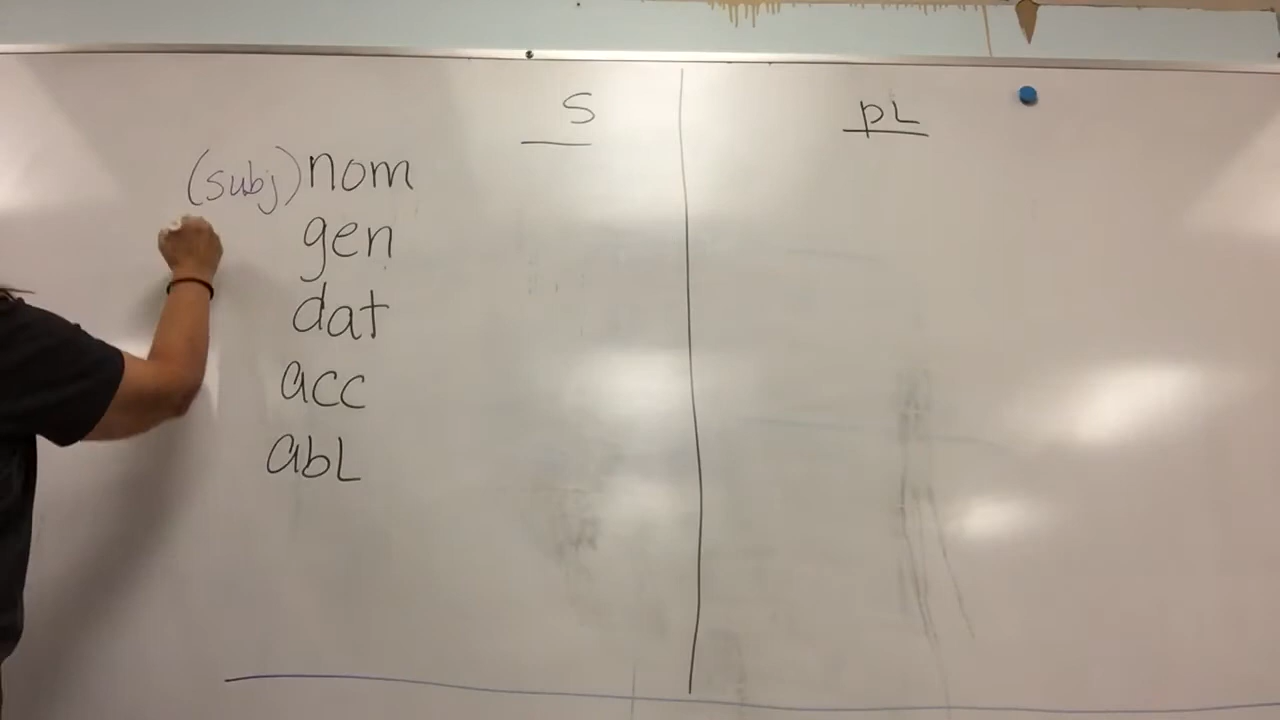 S pL
(subj) nom
gen
dat
acc
abL